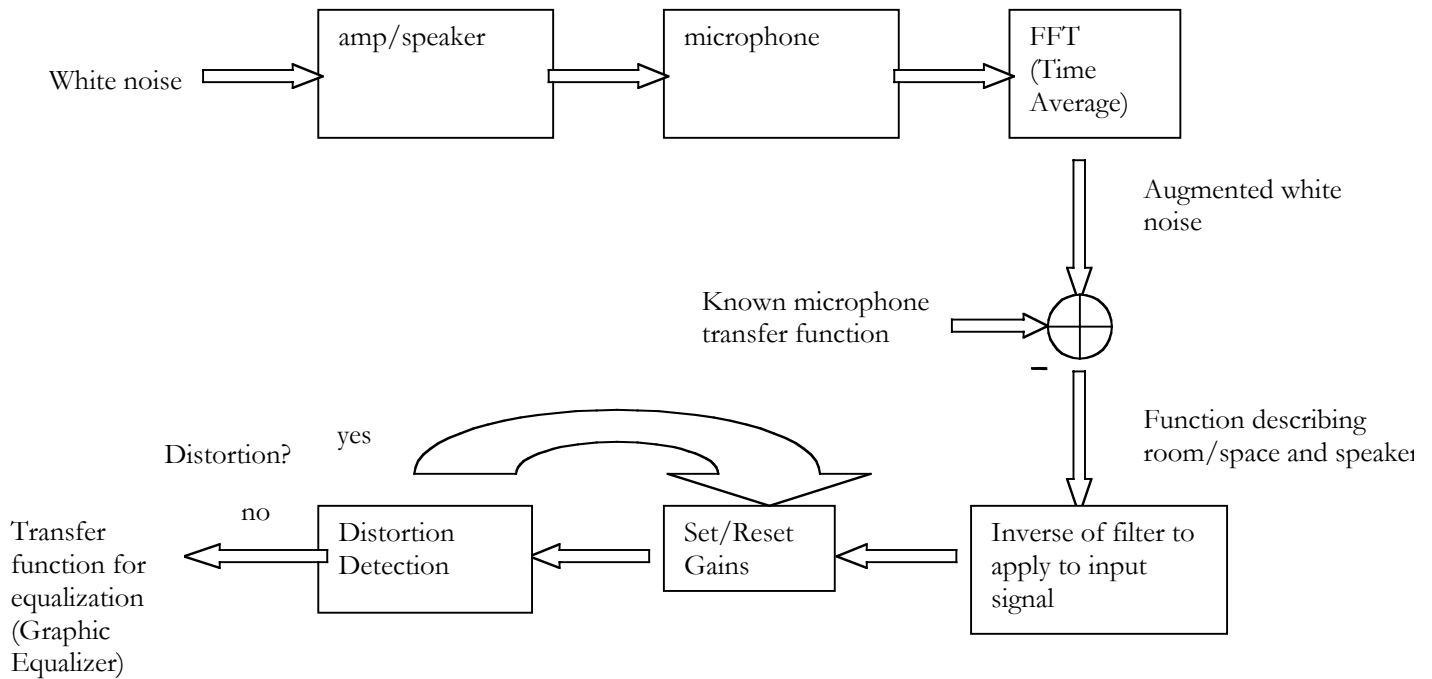 White noise
amp/speaker
microphone
FFT
(Time
Average)
Augmented white
noise
Known microphone
transfer function
–
Function describing
room/space and speaker
Distortion?
yes
no
Transfer
function for
equalization
(Graphic
Equalizer)
Distortion
Detection
Set/Reset
Gains
Inverse of filter to
apply to input
signal